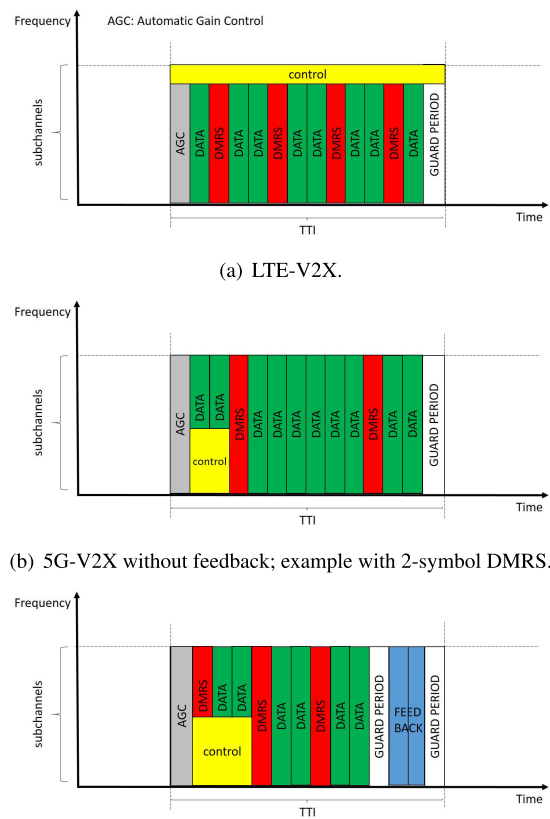 Frequency
AGC: Automatic Gain Control
control
subchannels
AGC
DATA
DMRS
DATA
DATA
DMRS
DATA
DATA
DMRS
DATA
DATA
DMRS
DATA
GUARD PERIOD
Time
TTI
(a) LTE-V2X.
Frequency
subchannels
AGC
DATA
DATA
control
DMRS
DATA
DATA
DATA
DATA
DATA
DATA
DMRS
DATA
DATA
GUARD PERIOD
Time
TTI
(b) 5G-V2X without feedback; example with 2-symbol DMRS.
Frequency
subchannels
AGC
DMRS
DATA
DATA
control
DMRS
DATA
DATA
DMRS
DATA
DATA
GUARD PERIOD
FEED
BACK
GUARD PERIOD
Time
TTI